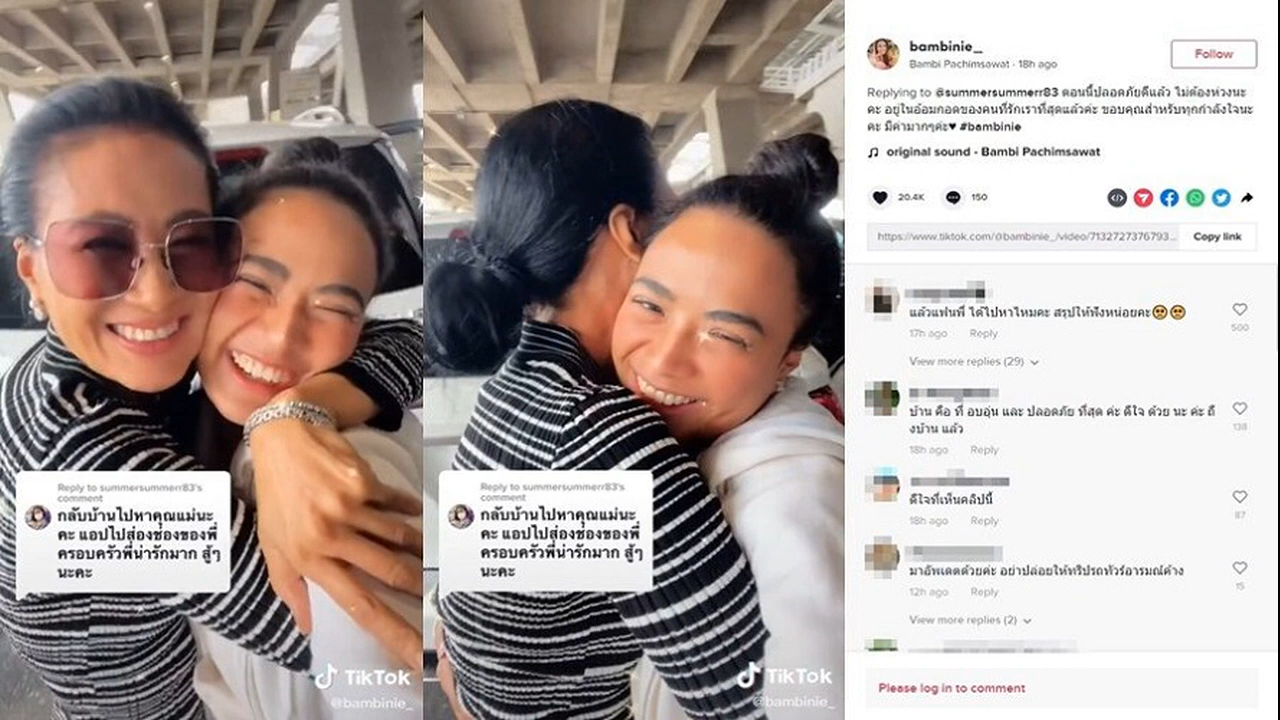 Reply to summersummerr83's
comment
กลับบ้านไปหาคุณแม่นะ
คะ แอปไปส่องช่องของพี่
ครอบครัวพี่น่ารักมาก สู้ๆ
นะคะ
TikTok
@bambinie_
Reply to summersummerr83's
comment
กลับบ้านไปหาคุณแม่นะ
คะ แอปไปส่องช่องของพี่
ครอบครัวพี่น่ารักมาก สู้ๆ
นะคะ
TikTok
@bambinie_
bambinie_
Bambi Pachimsawat · 18h ago
Follow
Replying to @summersummerr83 ตอนนี้ปลอดภัยดีแล้ว ไม่ต้องห่วงนะ
คะ อยู่ในอ้อมกอดของคนที่รักเราที่สุดแล้วค่ะ ขอบคุณสำหรับทุกกำลังใจนะ
คะ มีค่ามากๆค่ะ♥ #bambinie
original sound - Bambi Pachimsawat
20.4K
150
https://www.tiktok.com/@bambinie_/video/7132727376793...
Copy link
แล้วแฟนพี่ ได้ไปหาไหมคะ สรุปให้ฟังหน่อยคะ🥺🥺
500
17h ago Reply
View more replies (29)
บ้าน คือ ที่ อบอุ่น และ ปลอดภัย ที่สุด ค่ะ ดีใจ ด้วย นะ ค่ะ ถึ
งบ้าน แล้ว
138
18h ago Reply
ดีใจที่เห็นคลิปนี้
87
18h ago Reply
มาอัพเดตด้วยค่ะ อย่าปล่อยให้ทริปรถทัวร์อารมณ์ค้าง
15
12h ago Reply
View more replies (2)
Please log in to comment